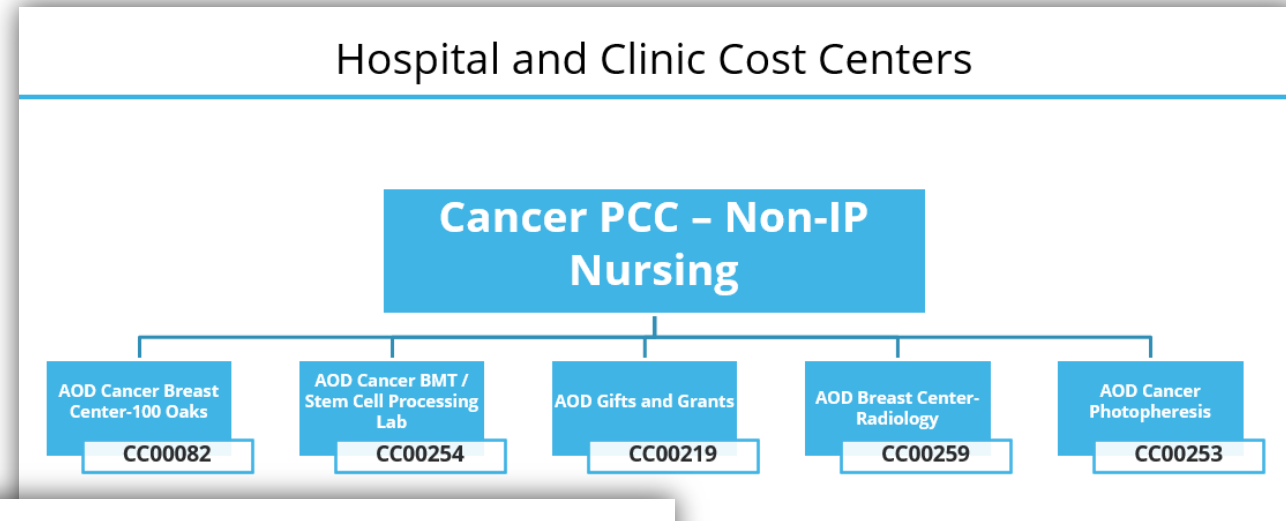 Hospital and Clinic Cost Centers
Cancer PCC – Non-IP
Nursing
AOD Cancer Breast
Center-100 Oaks
CC00082
AOD Cancer BMT /
Stem Cell Processing
Lab
CC00254
AOD Gifts and Grants
CC00219
AOD Breast Center-
Radiology
CC00259
AOD Cancer
Photopheresis
CC00253